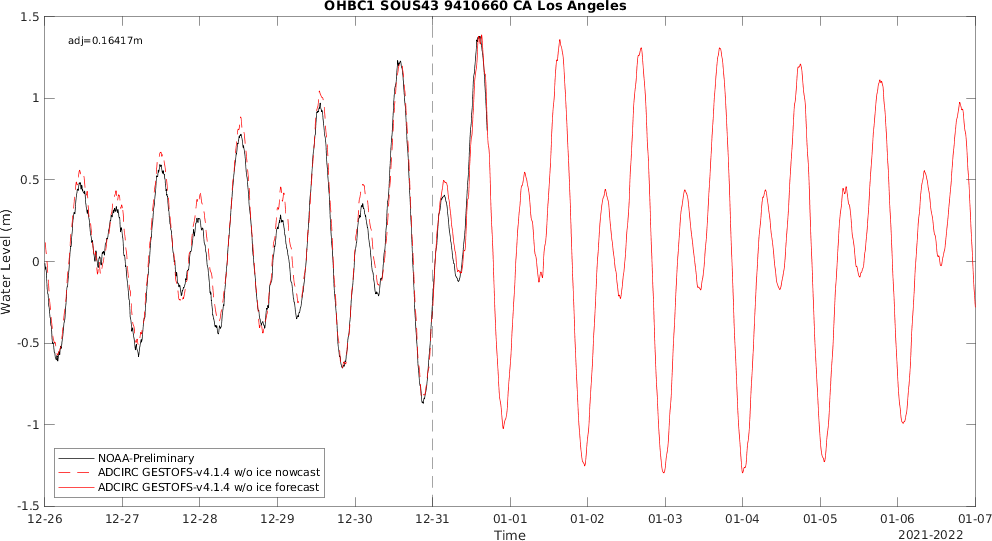 OHBC1 SOUS43 9410660 CA Los Angeles
adj=0.16417m
Water Level (m)
1.5
1
0.5
0
-0.5
-1
-1.5
NOAA-Preliminary
ADCIRC GESTOFS-v4.1.4 w/o ice nowcast
ADCIRC GESTOFS-v4.1.4 w/o ice forecast
12-26 12-27 12-28 12-29 12-30 12-31 01-01 01-02 01-03 01-04 01-05 01-06 01-07
Time
2021-2022